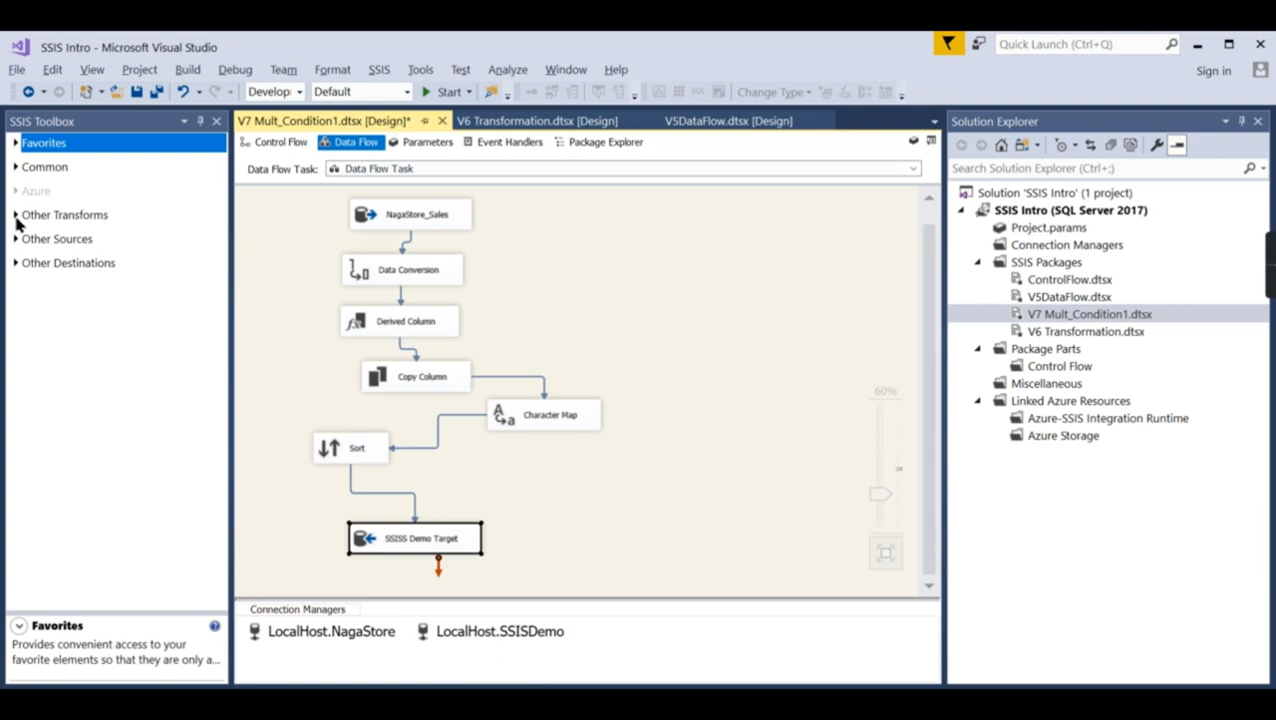 SSIS Intro - Microsoft Visual Studio
Quick Launch (Ctrl+Q)
File Edit View Project Build Debug Team Format SSIS Tools Test Analyze Window Help
Sign in
Develop Default Start Change Type
SSIS Toolbox
Favorites
Common
Azure
Other Transforms
Other Sources
Other Destinations
Favorites
Provides convenient access to your
favorite elements so that they are only a...
V7 Mult_Condition1.dtsx [Design]* V6 Transformation.dtsx [Design] V5DataFlow.dtsx [Design]
Control Flow Data Flow Parameters Event Handlers Package Explorer
Data Flow Task: Data Flow Task
NagaStore_Sales
Data Conversion
Derived Column
Copy Column
Character Map
Sort
SSISS Demo Target
60%
Connection Managers
LocalHost.NagaStore LocalHost.SSISDemo
Solution Explorer
Search Solution Explorer (Ctrl+;)
Solution 'SSIS Intro' (1 project)
SSIS Intro (SQL Server 2017)
Project.params
Connection Managers
SSIS Packages
ControlFlow.dtsx
V5DataFlow.dtsx
V7 Mult_Condition1.dtsx
V6 Transformation.dtsx
Package Parts
Control Flow
Miscellaneous
Linked Azure Resources
Azure-SSIS Integration Runtime
Azure Storage